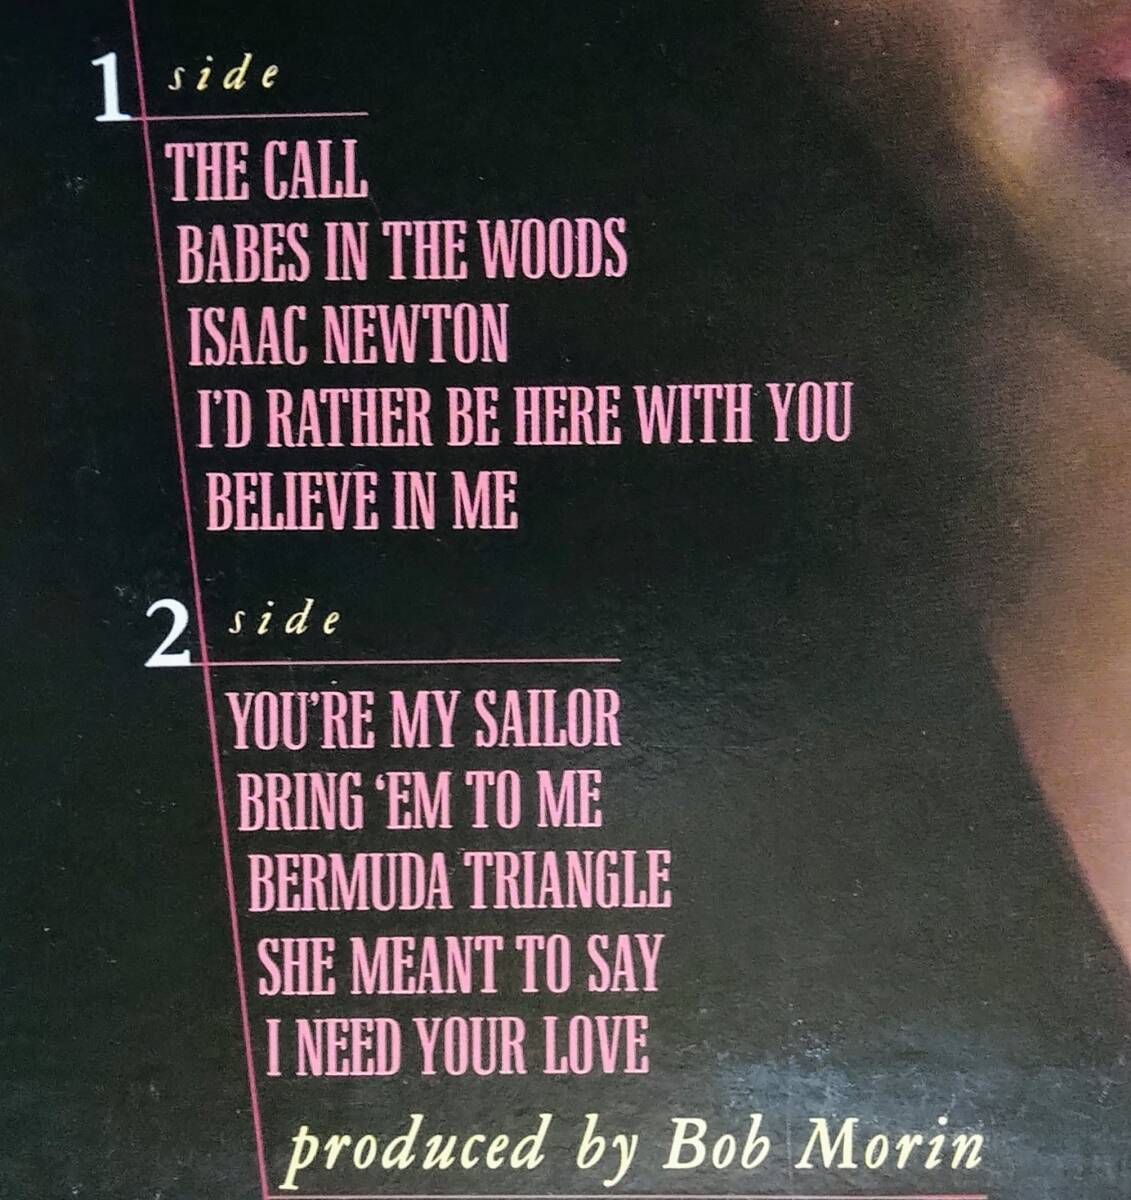 1 side
THE CALL
BABES IN THE WOODS
ISAAC NEWTON
I'D RATHER BE HERE WITH YOU
BELIEVE IN ME
2 side
YOU'RE MY SAILOR
BRING ‘EM TO ME
BERMUDA TRIANGLE
SHE MEANT TO SAY
I NEED YOUR LOVE
produced by Bob Morin